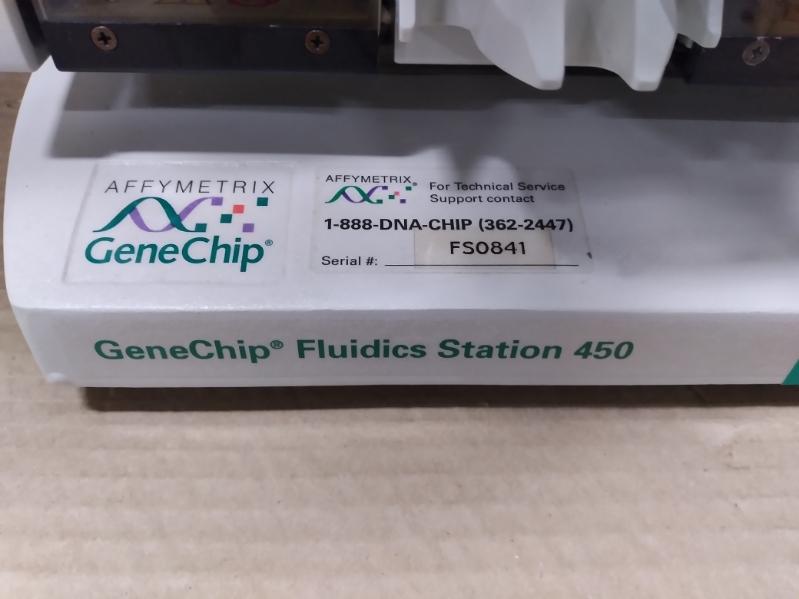 AFFYMETRIX
GeneChip®
AFFYMETRIX®
For Technical Service
Support contact
1-888-DNA-CHIP (362-2447)
FS0841
Serial #:
GeneChip® Fluidics Station 450